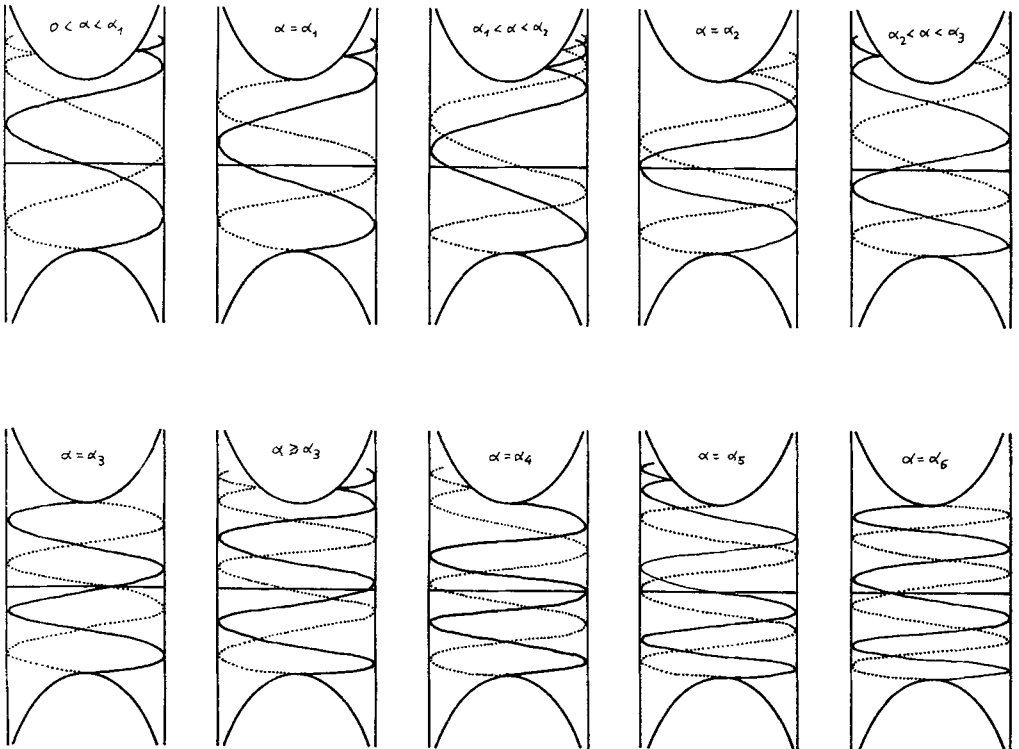 0 < α < α₁
α = α₁
α₁ < α < α₂
α = α₂
α₂ < α < α₃
α = α₃
α ⩾ α₃
α = α₄
α = α₅
α = α₆